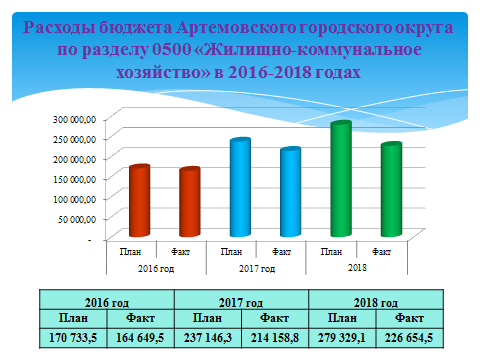 Расходы бюджета Артемовского городского округа
по разделу 0500 «Жилищно-коммунальное
хозяйство» в 2016-2018 годах
300 000,00
250 000,00
200 000,00
150 000,00
100 000,00
50 000,00
-
План Факт План Факт План Факт
2016 год 2017 год 2018
2016 год 2017 год 2018 год
План Факт План Факт План Факт
170 733,5 164 649,5 237 146,3 214 158,8 279 329,1 226 654,5